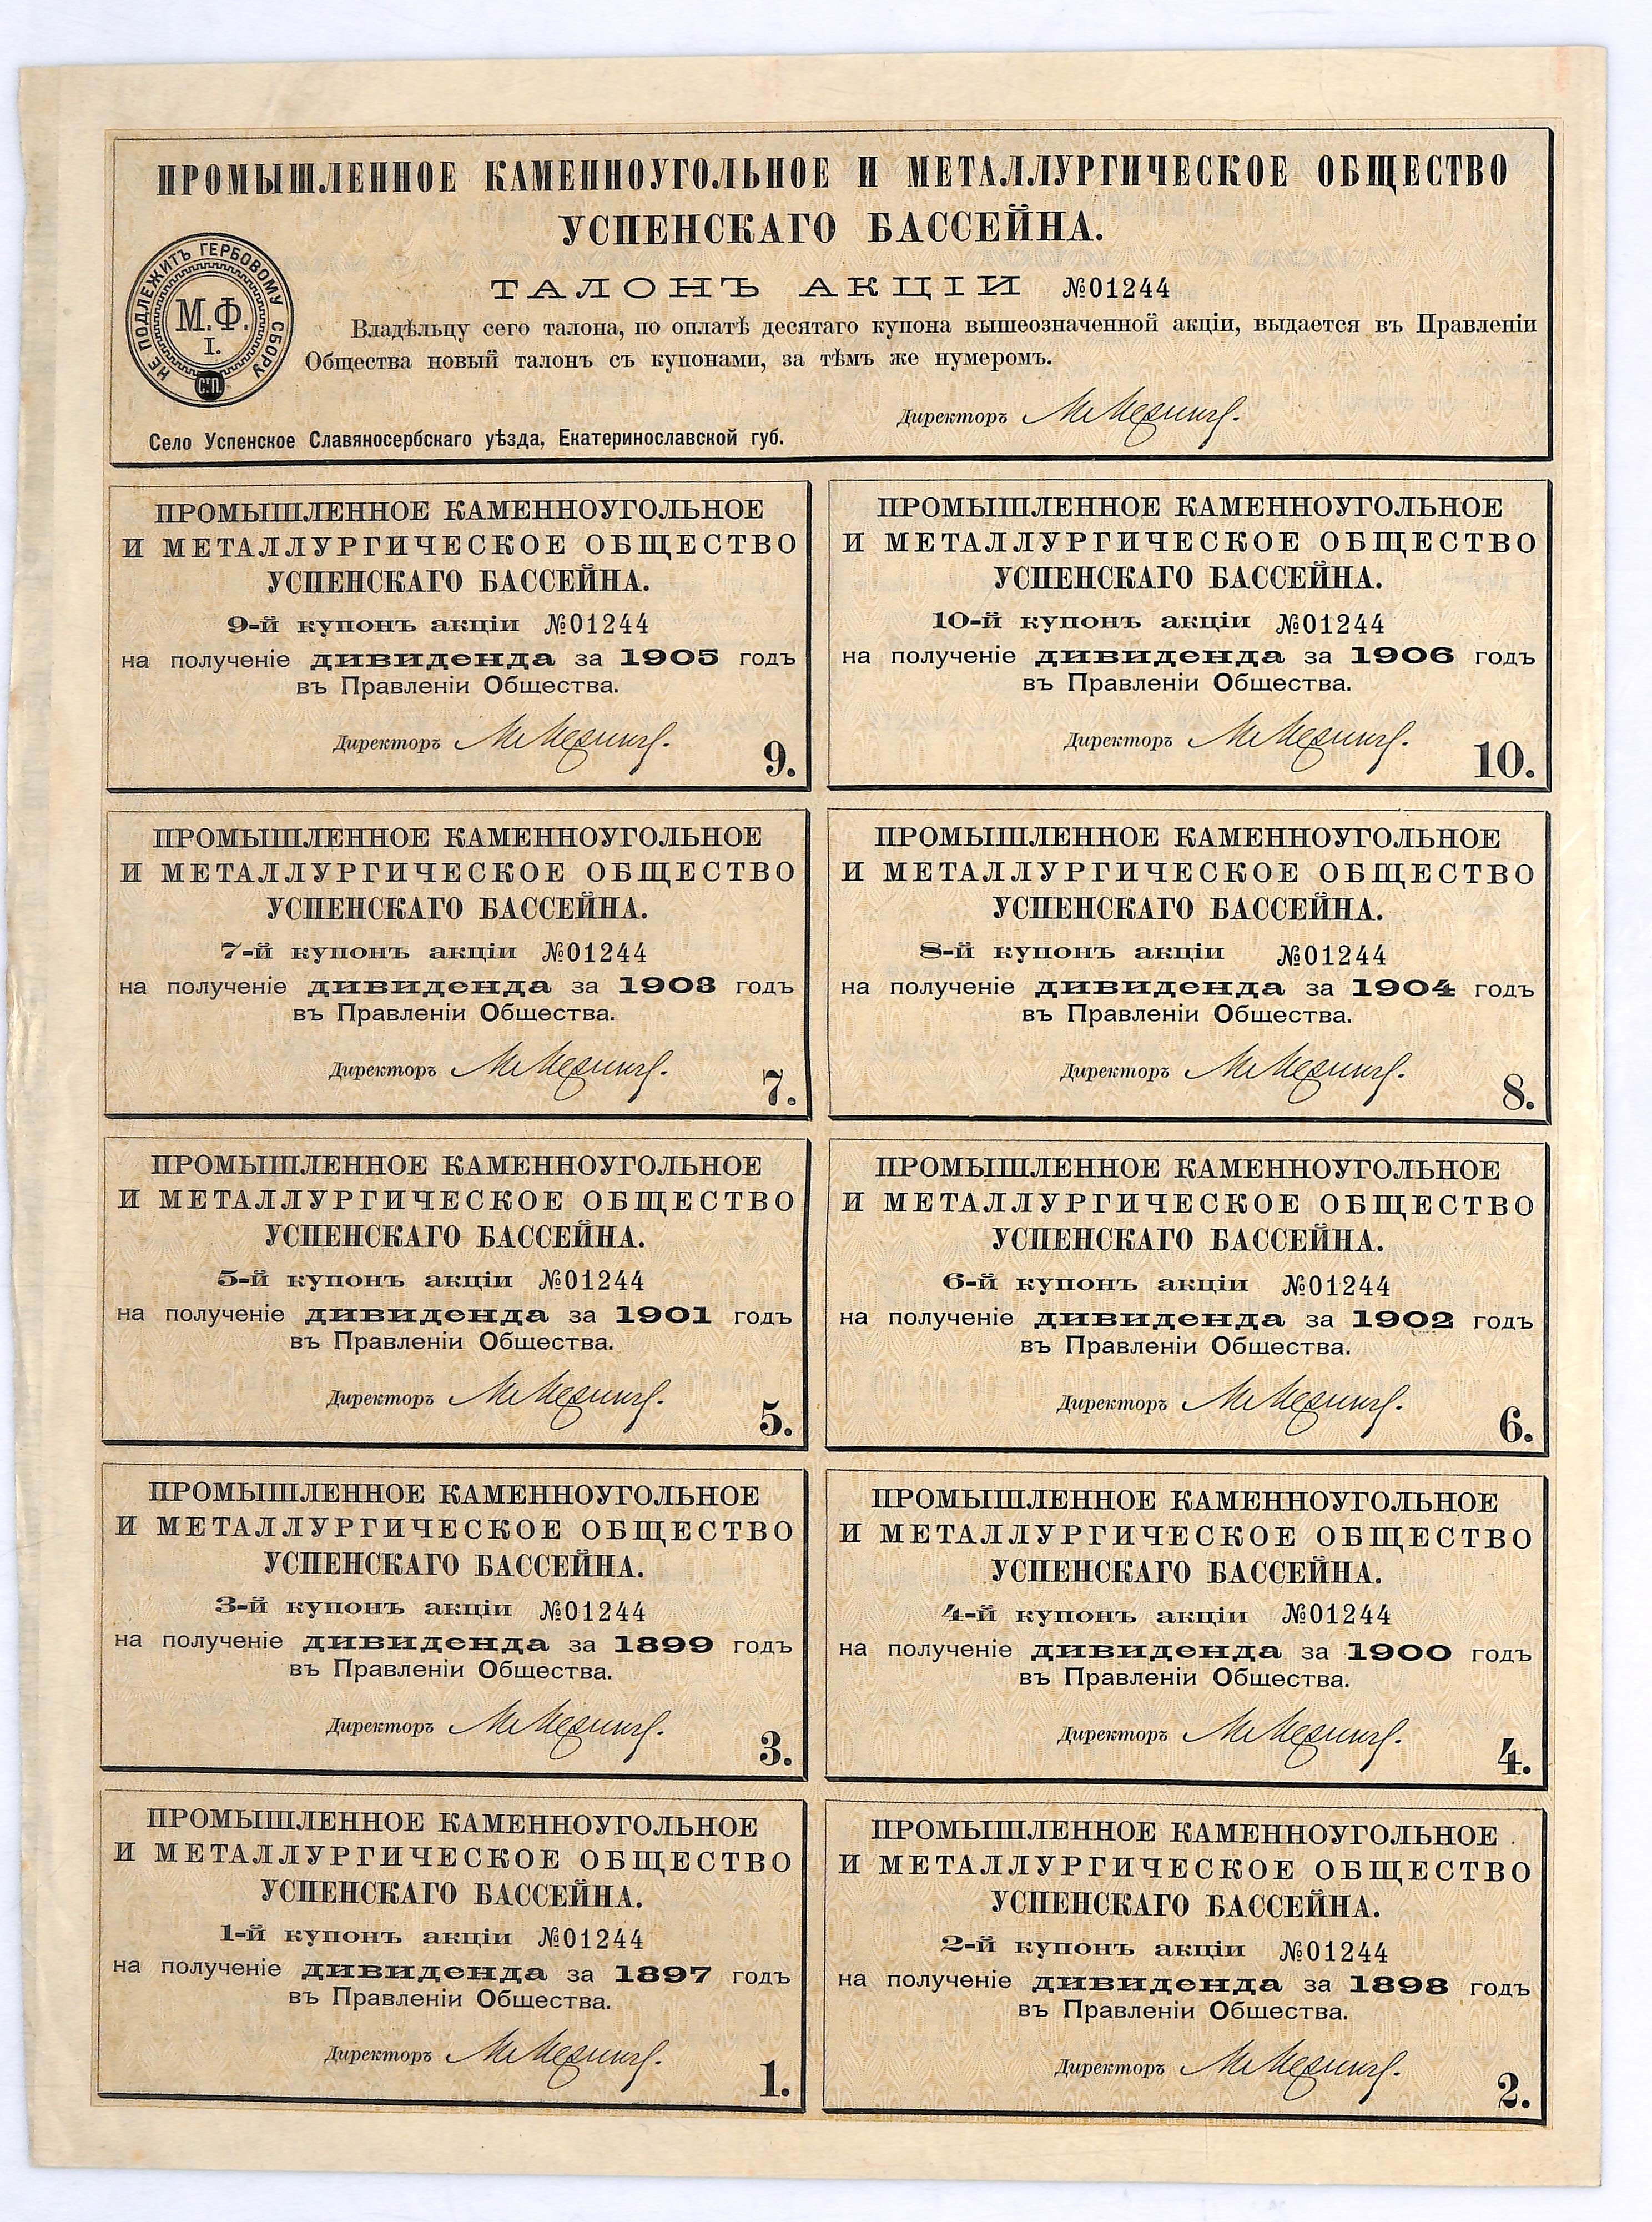 ПРОМЫШЛЕННОЕ КАМЕННОУГОЛЬНОЕ И МЕТАЛЛУРГИЧЕСКОЕ ОБЩЕСТВО
УСПЕНСКАГО БАССЕЙНА.
ТАЛОНЪ АКЦІИ №01244
НЕ ПОДЛЕЖИТЪ ГЕРБОВОМУ СБОРУ
М.Ф.
I.
С.П.
Владѣльцу сего талона, по оплатѣ десятаго купона вышеозначенной акціи, выдается въ Правленіи
Общества новый талонъ съ купонами, за тѣмъ же нумеромъ.
Директоръ
Село Успенское Славяносербскаго уѣзда, Екатеринославской губ.
ПРОМЫШЛЕННОЕ КАМЕННОУГОЛЬНОЕ
И МЕТАЛЛУРГИЧЕСКОЕ ОБЩЕСТВО
УСПЕНСКАГО БАССЕЙНА.
9-й купонъ акціи №01244
на полученіе дивиденда за 1905 годъ
въ Правленіи Общества.
Директоръ
9.
ПРОМЫШЛЕННОЕ КАМЕННОУГОЛЬНОЕ
И МЕТАЛЛУРГИЧЕСКОЕ ОБЩЕСТВО
УСПЕНСКАГО БАССЕЙНА.
10-й купонъ акціи №01244
на полученіе дивиденда за 1906 годъ
въ Правленіи Общества.
Директоръ
10.
ПРОМЫШЛЕННОЕ КАМЕННОУГОЛЬНОЕ
И МЕТАЛЛУРГИЧЕСКОЕ ОБЩЕСТВО
УСПЕНСКАГО БАССЕЙНА.
7-й купонъ акціи №01244
на полученіе дивиденда за 1903 годъ
въ Правленіи Общества.
Директоръ
7.
ПРОМЫШЛЕННОЕ КАМЕННОУГОЛЬНОЕ
И МЕТАЛЛУРГИЧЕСКОЕ ОБЩЕСТВО
УСПЕНСКАГО БАССЕЙНА.
8-й купонъ акціи №01244
на полученіе дивиденда за 1904 годъ
въ Правленіи Общества.
Директоръ
8.
ПРОМЫШЛЕННОЕ КАМЕННОУГОЛЬНОЕ
И МЕТАЛЛУРГИЧЕСКОЕ ОБЩЕСТВО
УСПЕНСКАГО БАССЕЙНА.
5-й купонъ акціи №01244
на полученіе дивиденда за 1901 годъ
въ Правленіи Общества.
Директоръ
5.
ПРОМЫШЛЕННОЕ КАМЕННОУГОЛЬНОЕ
И МЕТАЛЛУРГИЧЕСКОЕ ОБЩЕСТВО
УСПЕНСКАГО БАССЕЙНА.
6-й купонъ акціи №01244
на полученіе дивиденда за 1902 годъ
въ Правленіи Общества.
Директоръ
6.
ПРОМЫШЛЕННОЕ КАМЕННОУГОЛЬНОЕ
И МЕТАЛЛУРГИЧЕСКОЕ ОБЩЕСТВО
УСПЕНСКАГО БАССЕЙНА.
3-й купонъ акціи №01244
на полученіе дивиденда за 1899 годъ
въ Правленіи Общества.
Директоръ
3.
ПРОМЫШЛЕННОЕ КАМЕННОУГОЛЬНОЕ
И МЕТАЛЛУРГИЧЕСКОЕ ОБЩЕСТВО
УСПЕНСКАГО БАССЕЙНА.
4-й купонъ акціи №01244
на полученіе дивиденда за 1900 годъ
въ Правленіи Общества.
Директоръ
4.
ПРОМЫШЛЕННОЕ КАМЕННОУГОЛЬНОЕ
И МЕТАЛЛУРГИЧЕСКОЕ ОБЩЕСТВО
УСПЕНСКАГО БАССЕЙНА.
1-й купонъ акціи №01244
на полученіе дивиденда за 1897 годъ
въ Правленіи Общества.
Директоръ
1.
ПРОМЫШЛЕННОЕ КАМЕННОУГОЛЬНОЕ
И МЕТАЛЛУРГИЧЕСКОЕ ОБЩЕСТВО
УСПЕНСКАГО БАССЕЙНА.
2-й купонъ акціи №01244
на полученіе дивиденда за 1898 годъ
въ Правленіи Общества.
Директоръ
2.